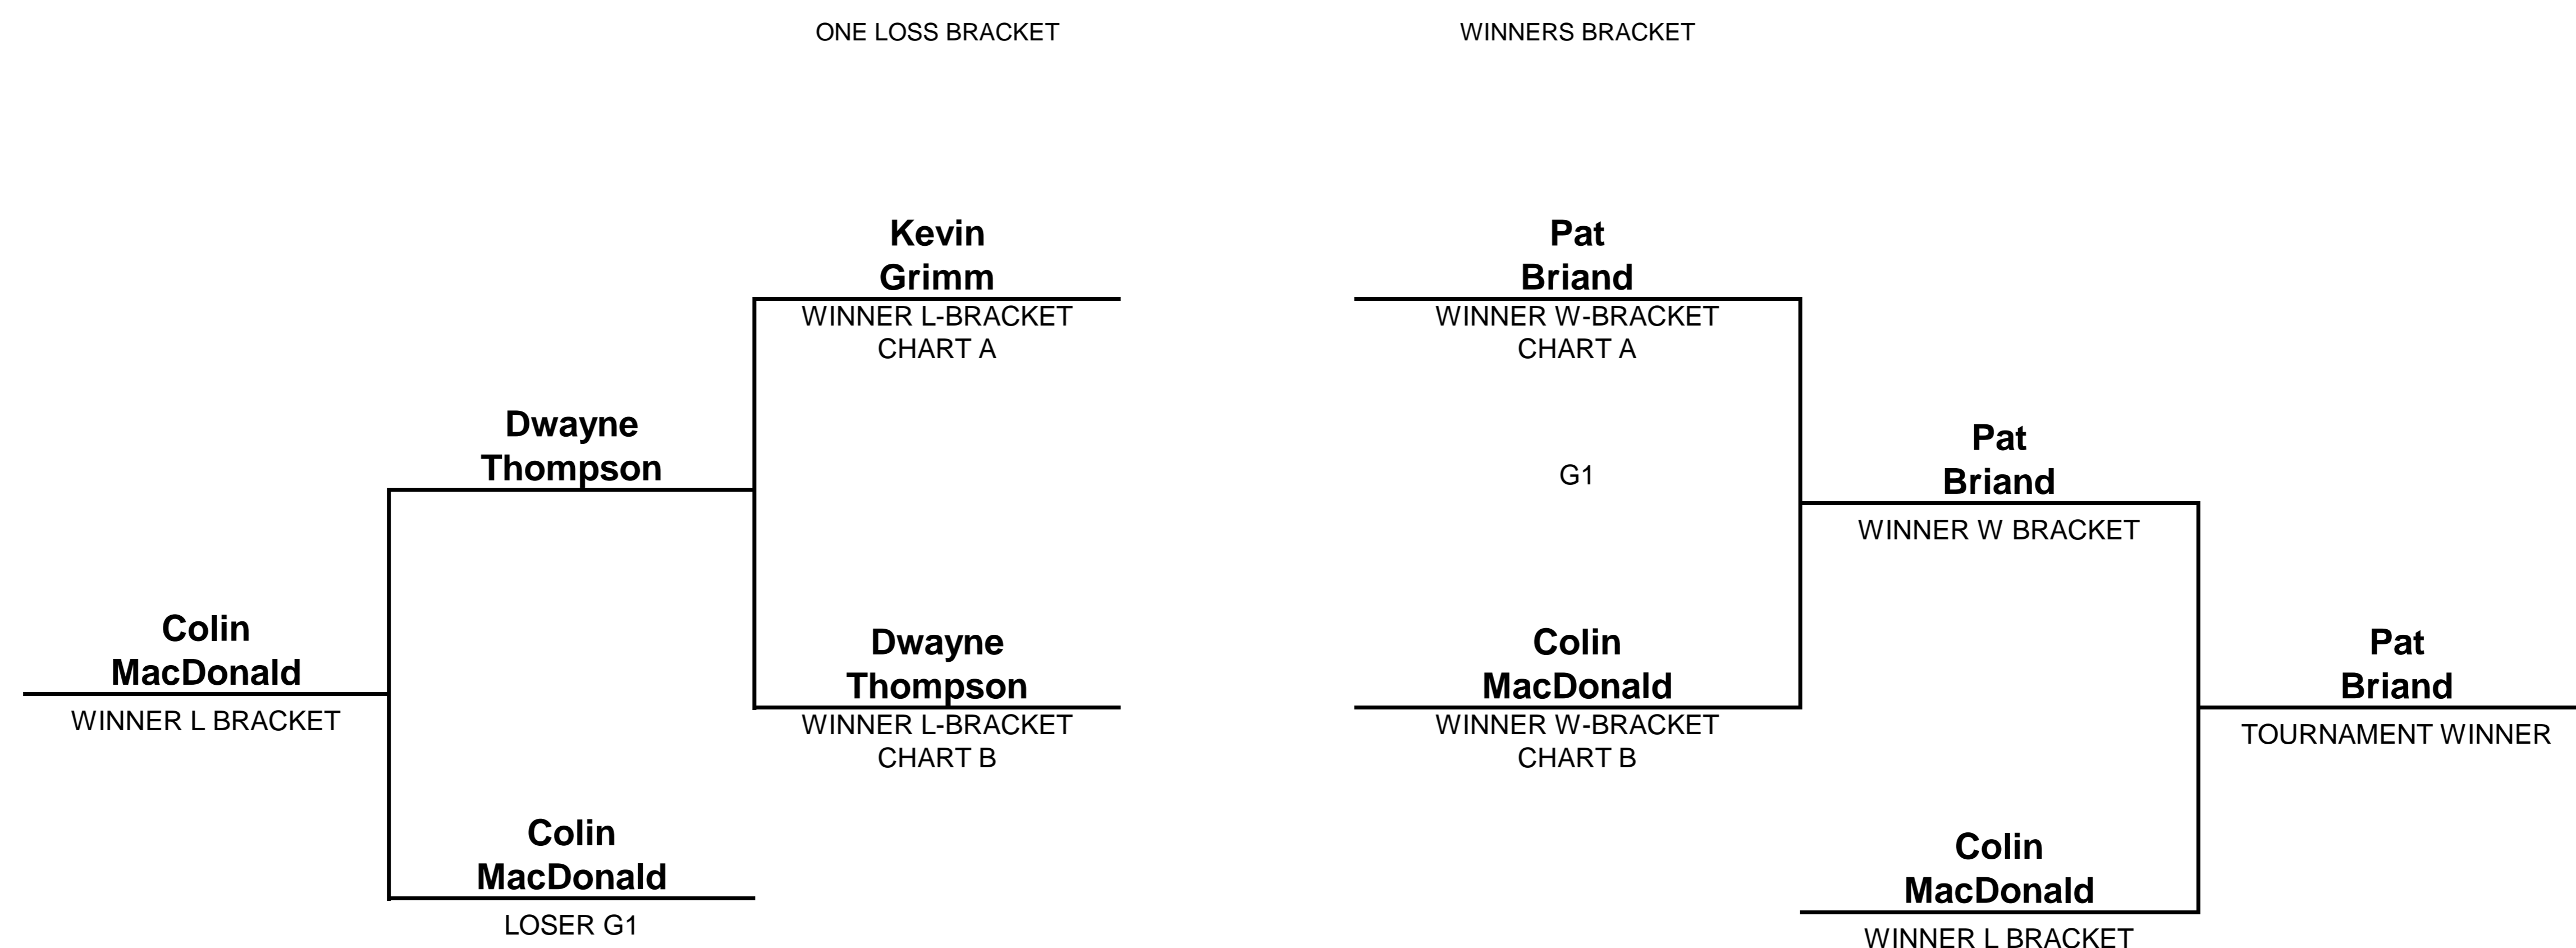 ONE LOSS BRACKET
WINNERS BRACKET
Kevin
Grimm
WINNER L-BRACKET
CHART A
Pat
Briand
WINNER W-BRACKET
CHART A
Dwayne
Thompson
G1
Pat
Briand
WINNER W BRACKET
Colin
MacDonald
WINNER L BRACKET
Dwayne
Thompson
WINNER L-BRACKET
CHART B
Colin
MacDonald
WINNER W-BRACKET
CHART B
Pat
Briand
TOURNAMENT WINNER
Colin
MacDonald
LOSER G1
Colin
MacDonald
WINNER L BRACKET